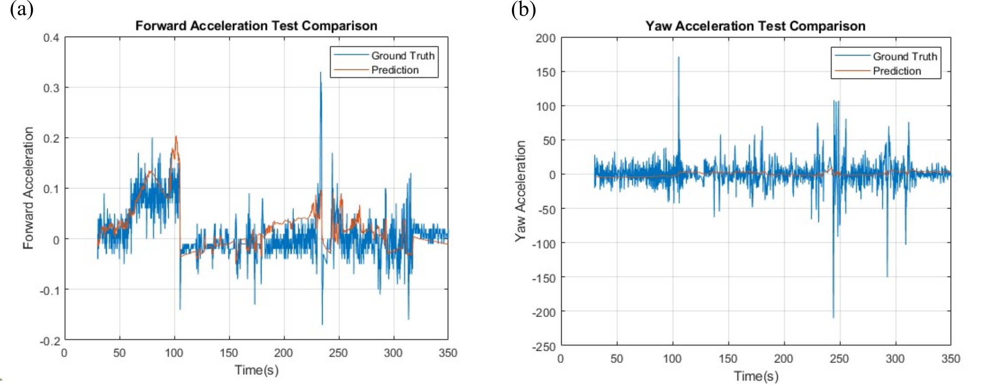 (a)
Forward Acceleration Test Comparison
0.4
0.3
0.2
0.1
0
-0.1
-0.2
Forward Acceleration
Ground Truth
Prediction
0 50 100 150 200 250 300 350
Time(s)
(b)
Yaw Acceleration Test Comparison
200
150
100
50
0
-50
-100
-150
-200
-250
Yaw Acceleration
Ground Truth
Prediction
0 50 100 150 200 250 300 350
Time(s)